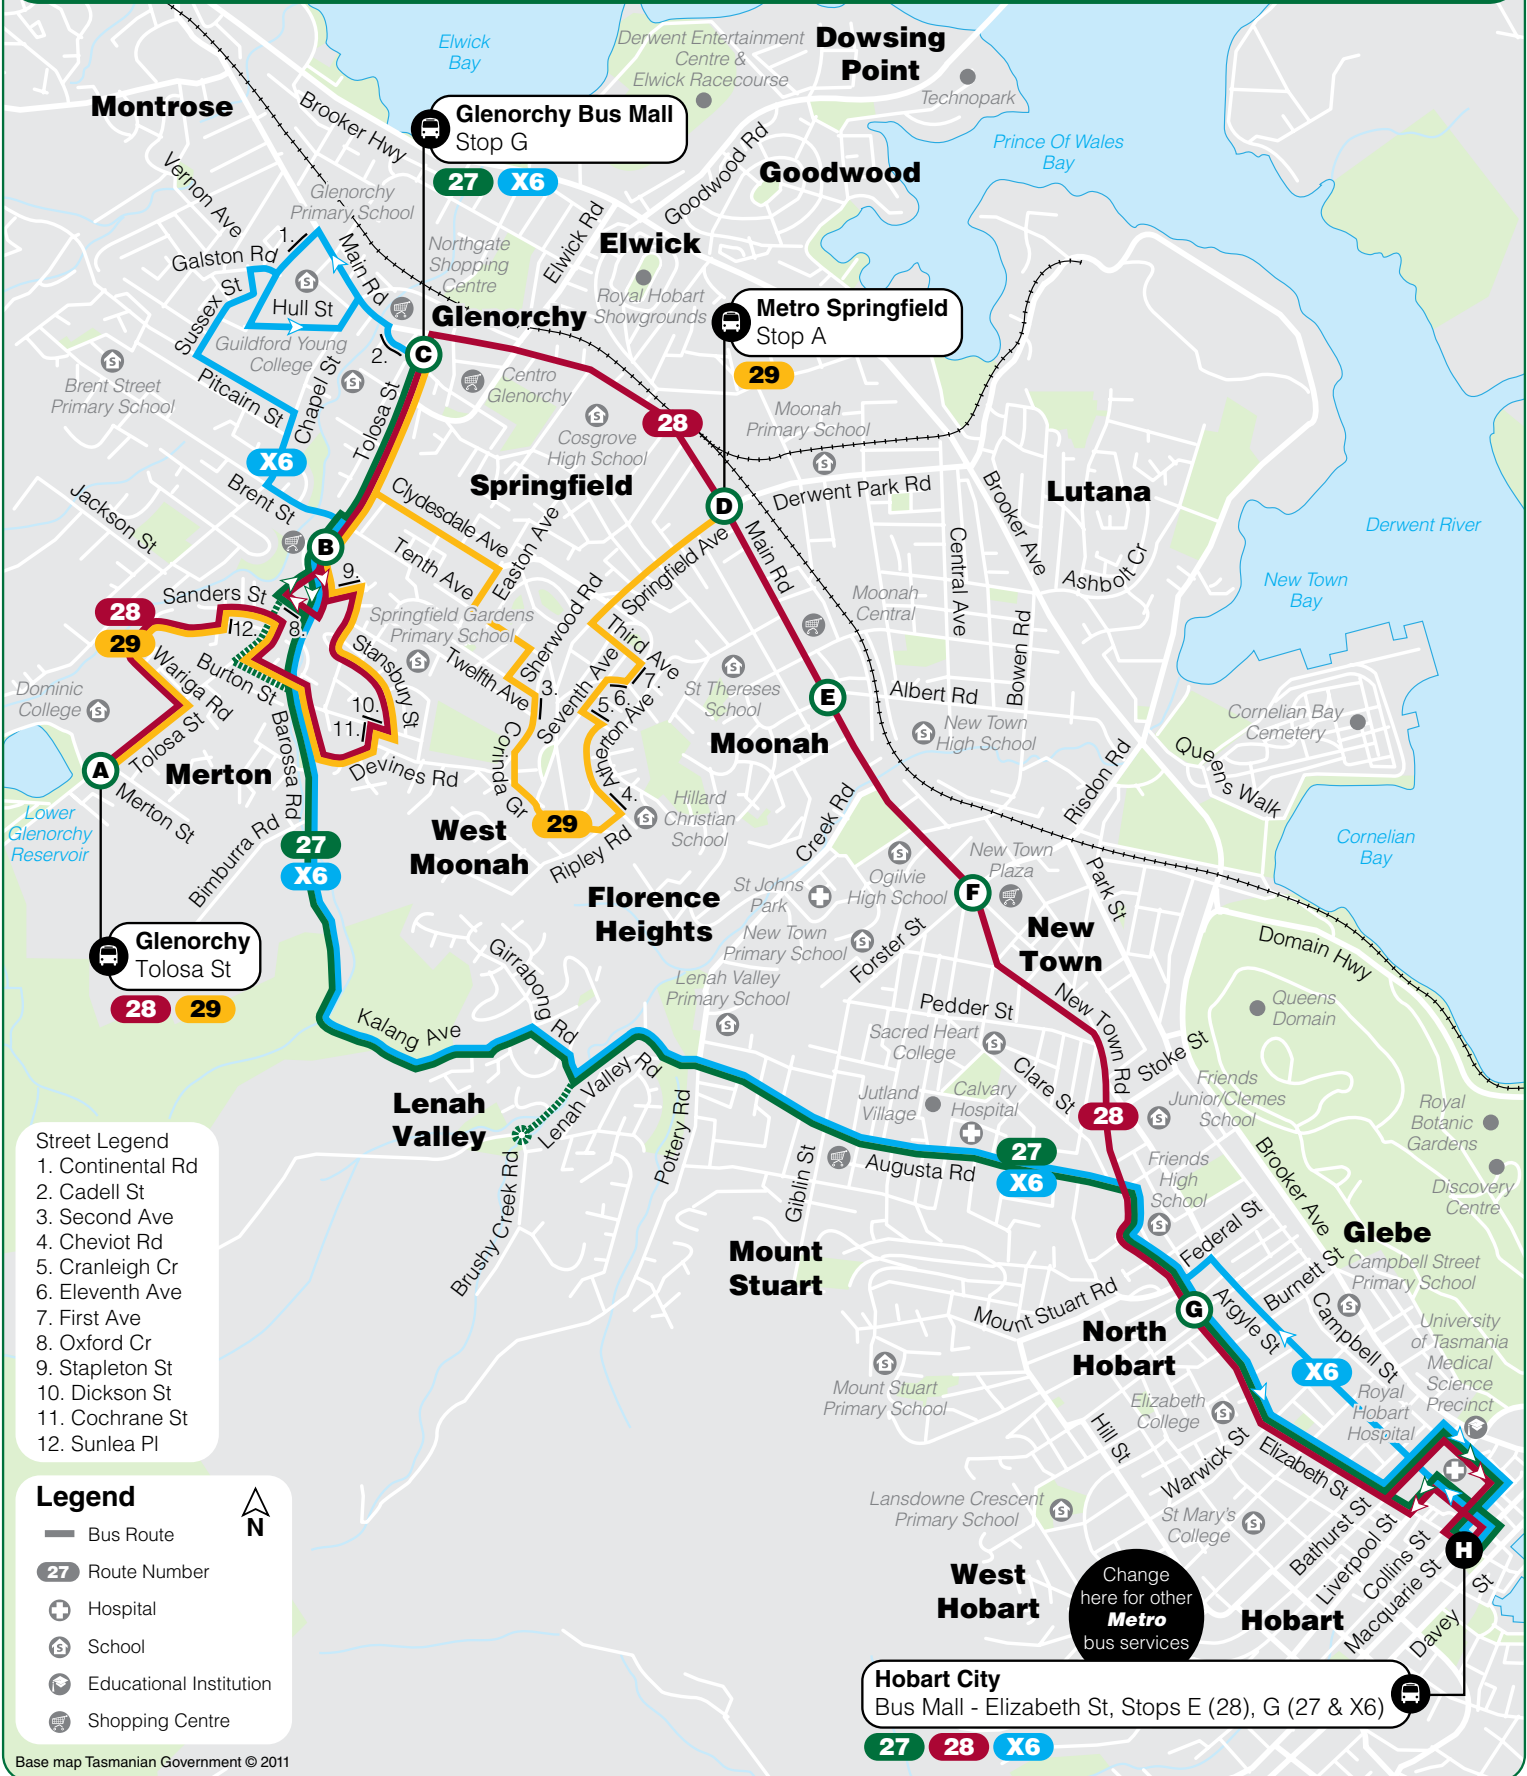 Elwick
Bay
Derwent Entertainment
Centre &
Elwick Racecourse
Dowsing
Point
Technopark
Montrose
Brooker Hwy
Glenorchy Bus Mall
Stop G
27
X6
Goodwood Rd
Prince Of Wales
Bay
Goodwood
Vernon Ave
Glenorchy
Primary School
Elwick Rd
Elwick
1.
Galston Rd
Main Rd
Northgate
Shopping
Centre
Royal Hobart
Showgrounds
Metro Springfield
Stop A
29
Sussex St
Hull St
Glenorchy
Guildford Young
College
2.
C
Brent Street
Primary School
Pitcairn St
Chapel St
Tolosa St
Centro
Glenorchy
Cosgrove
High School
28
Moonah
Primary School
X6
Springfield
Derwent Park Rd
Lutana
Brooker Ave
Derwent River
Jackson St
Brent St
Clydesdale Ave
Easton Ave
D
Main Rd
Central Ave
Ashbolt Cr
New Town
Bay
B
9.
Tenth Ave
Springfield Ave
Sherwood Rd
Moonah
Central
Bowen Rd
Sanders St
28
29
12.
8.
Springfield Gardens
Primary School
Third Ave
Wariga Rd
Burton St
Stansbury St
Twelfth Ave
3.
Seventh Ave
7.
6.
5.
St Thereses
School
E
Albert Rd
Dominic
College
10.
11.
Atherton Ave
New Town
High School
Cornelian Bay
Cemetery
Tolosa St
Merton
Barossa Rd
Devines Rd
Corinda Gr
Moonah
Queens Walk
A
Merton St
4.
Hillard
Christian
School
Risdon Rd
Lower
Glenorchy
Reservoir
Bimburra Rd
27
X6
West
Moonah
29
Ripley Rd
Creek Rd
Cornelian
Bay
Glenorchy
Tolosa St
28
29
Florence
Heights
St Johns
Park
Ogilvie
High School
New Town
Plaza
F
Park St
New Town
Primary School
Forster St
New
Town
Domain Hwy
Girrabong Rd
Lenah Valley
Primary School
Kalang Ave
Pedder St
New Town Rd
Queens
Domain
Sacred Heart
College
Stoke St
Clare St
Lenah
Valley
Lenah Valley Rd
Pottery Rd
Jutland
Village
Calvary
Hospital
28
Friends
Junior/Clemes
School
Royal
Botanic
Gardens
Brushy Creek Rd
Giblin St
Augusta Rd
27
X6
Friends
High
School
Brooker Ave
Discovery
Centre
Street Legend
1. Continental Rd
2. Cadell St
3. Second Ave
4. Cheviot Rd
5. Cranleigh Cr
6. Eleventh Ave
7. First Ave
8. Oxford Cr
9. Stapleton St
10. Dickson St
11. Cochrane St
12. Sunlea Pl
Mount
Stuart
Federal St
Glebe
Burnett St
Campbell Street
Primary School
Mount Stuart Rd
G
Argyle St
Campbell St
North
Hobart
University
of Tasmania
Medical
Science
Precinct
X6
Mount Stuart
Primary School
Elizabeth
College
Royal
Hobart
Hospital
Hill St
Warwick St
Elizabeth St
Lansdowne Crescent
Primary School
St Mary's
College
Bathurst St
Liverpool St
Collins St
Macquarie St
Davey St
H
West
Hobart
Change
here for other
Metro
bus services
Hobart
Hobart City
Bus Mall - Elizabeth St, Stops E (28), G (27 & X6)
27
28
X6
Legend
N
Bus Route
27 Route Number
Hospital
School
Educational Institution
Shopping Centre
Base map Tasmanian Government © 2011